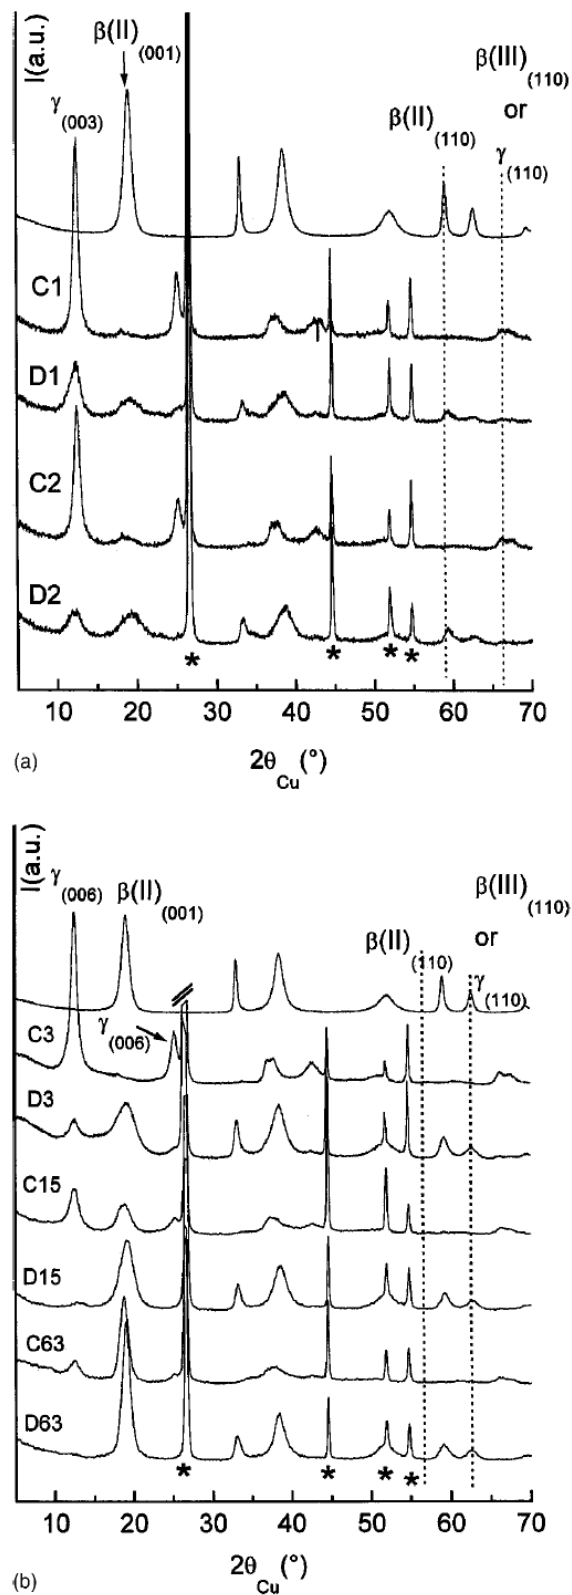 I(a.u.)
β(II)(001)
β(III)(110)
γ(003)
β(II)(110)
or
γ(110)
C1
D1
C2
D2
* * * *
10 20 30 40 50 60 70
(a)
2θCu(°)
I(a.u.)
γ(006)
β(II)(001)
β(III)(110)
β(II)(110)
or
γ(110)
C3
γ(006)
D3
C15
D15
C63
D63
* * * *
10 20 30 40 50 60 70
2θCu(°)
(b)